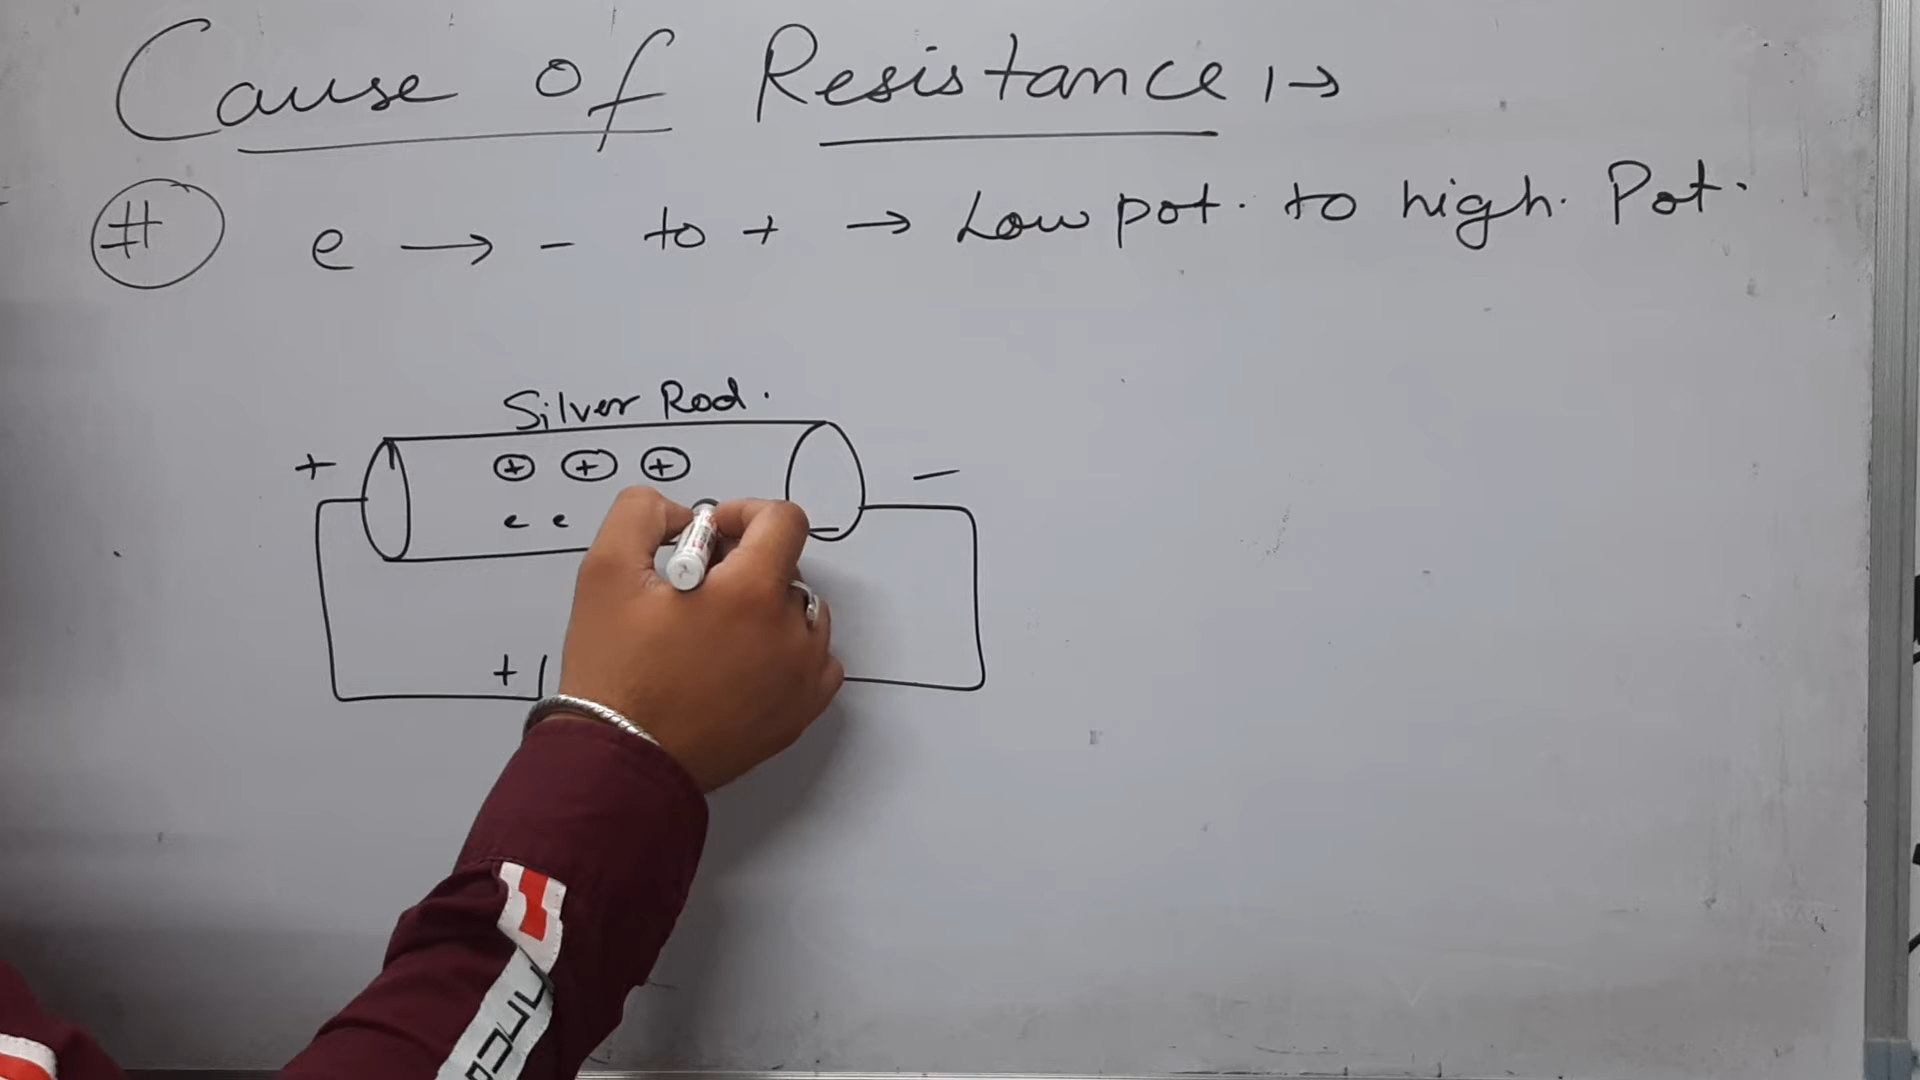 Cause of Resistance :→
# e → - to + → Low pot. to high. Pot.
Silver Rod.
+ + + + -
e e
+